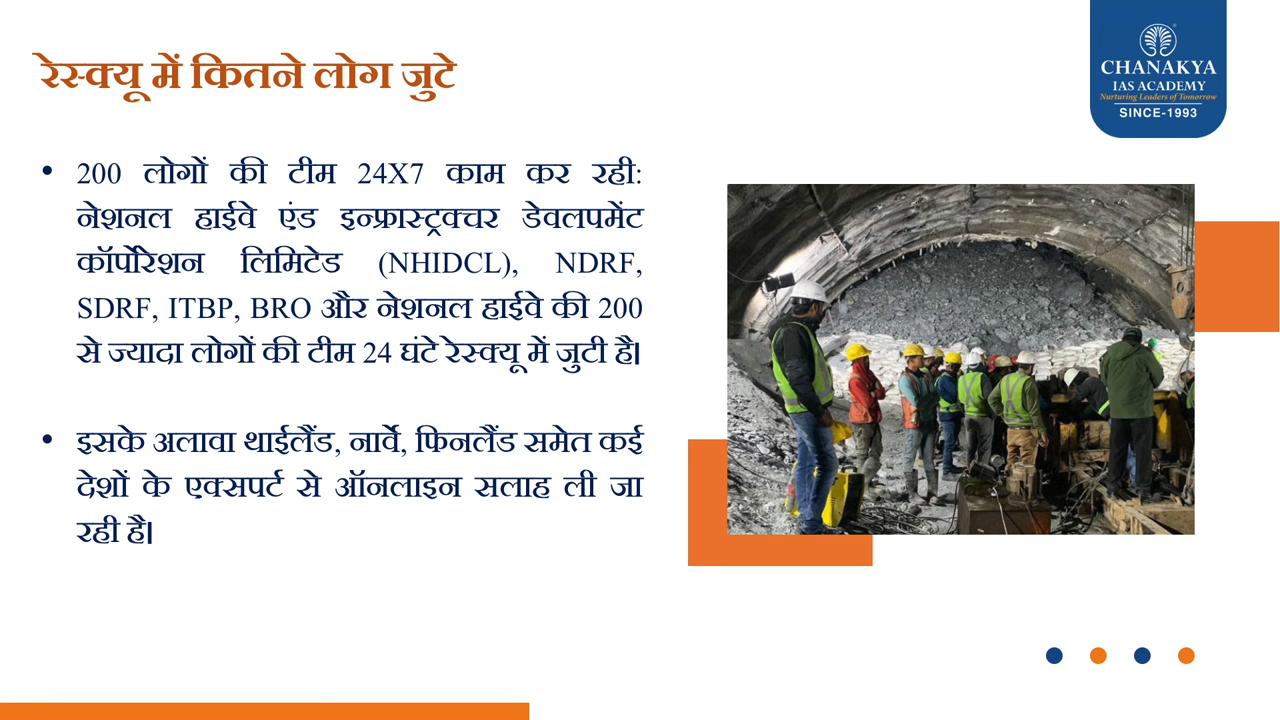 रेस्क्यू में कितने लोग जुटे
CHANAKYA
IAS ACADEMY
Nurturing Leaders of Tomorrow
SINCE-1993
• 200 लोगों की टीम 24X7 काम कर रही:
नेशनल हाईवे एंड इन्फ्रास्ट्रक्चर डेवलपमेंट
कॉर्पोरेशन लिमिटेड (NHIDCL), NDRF,
SDRF, ITBP, BRO और नेशनल हाईवे की 200
से ज्यादा लोगों की टीम 24 घंटे रेस्क्यू में जुटी है।
• इसके अलावा थाईलैंड, नार्वे, फिनलैंड समेत कई
देशों के एक्सपर्ट से ऑनलाइन सलाह ली जा
रही है।